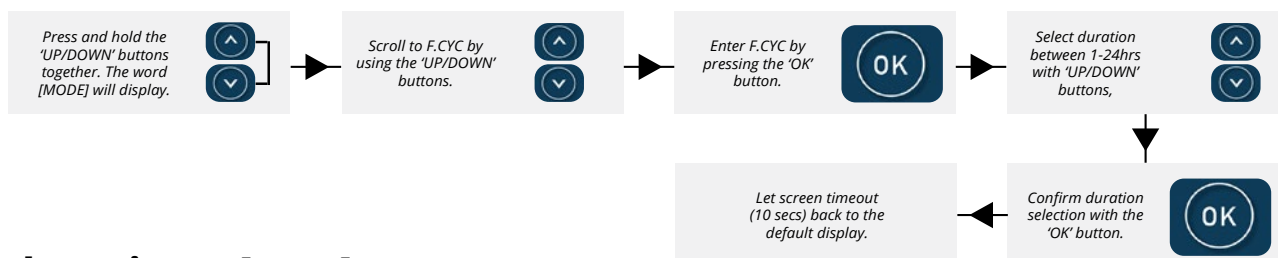 Press and hold the
‘UP/DOWN’ buttons
together. The word
[MODE] will display.
Scroll to F.CYC by
using the ‘UP/DOWN’
buttons.
Enter F.CYC by
pressing the ‘OK’
button.
OK
Select duration
between 1-24hrs
with ‘UP/DOWN’
buttons,
Confirm duration
selection with the
‘OK’ button.
OK
Let screen timeout
(10 secs) back to the
default display.